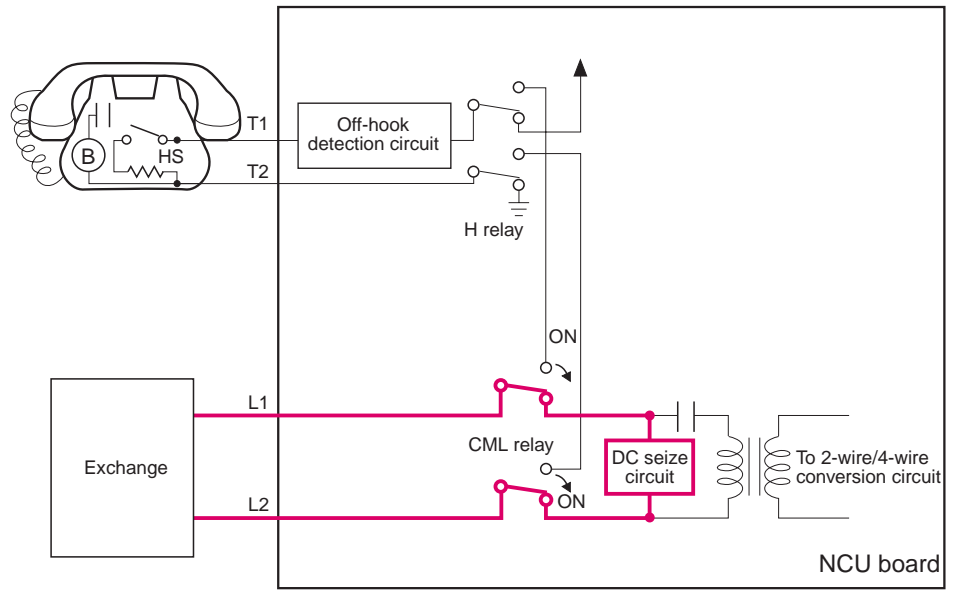 T1
Off-hook
detection circuit
B
HS
T2
H relay
ON
L1
CML relay
Exchange
DC seize
circuit
To 2-wire/4-wire
conversion circuit
L2
ON
NCU board